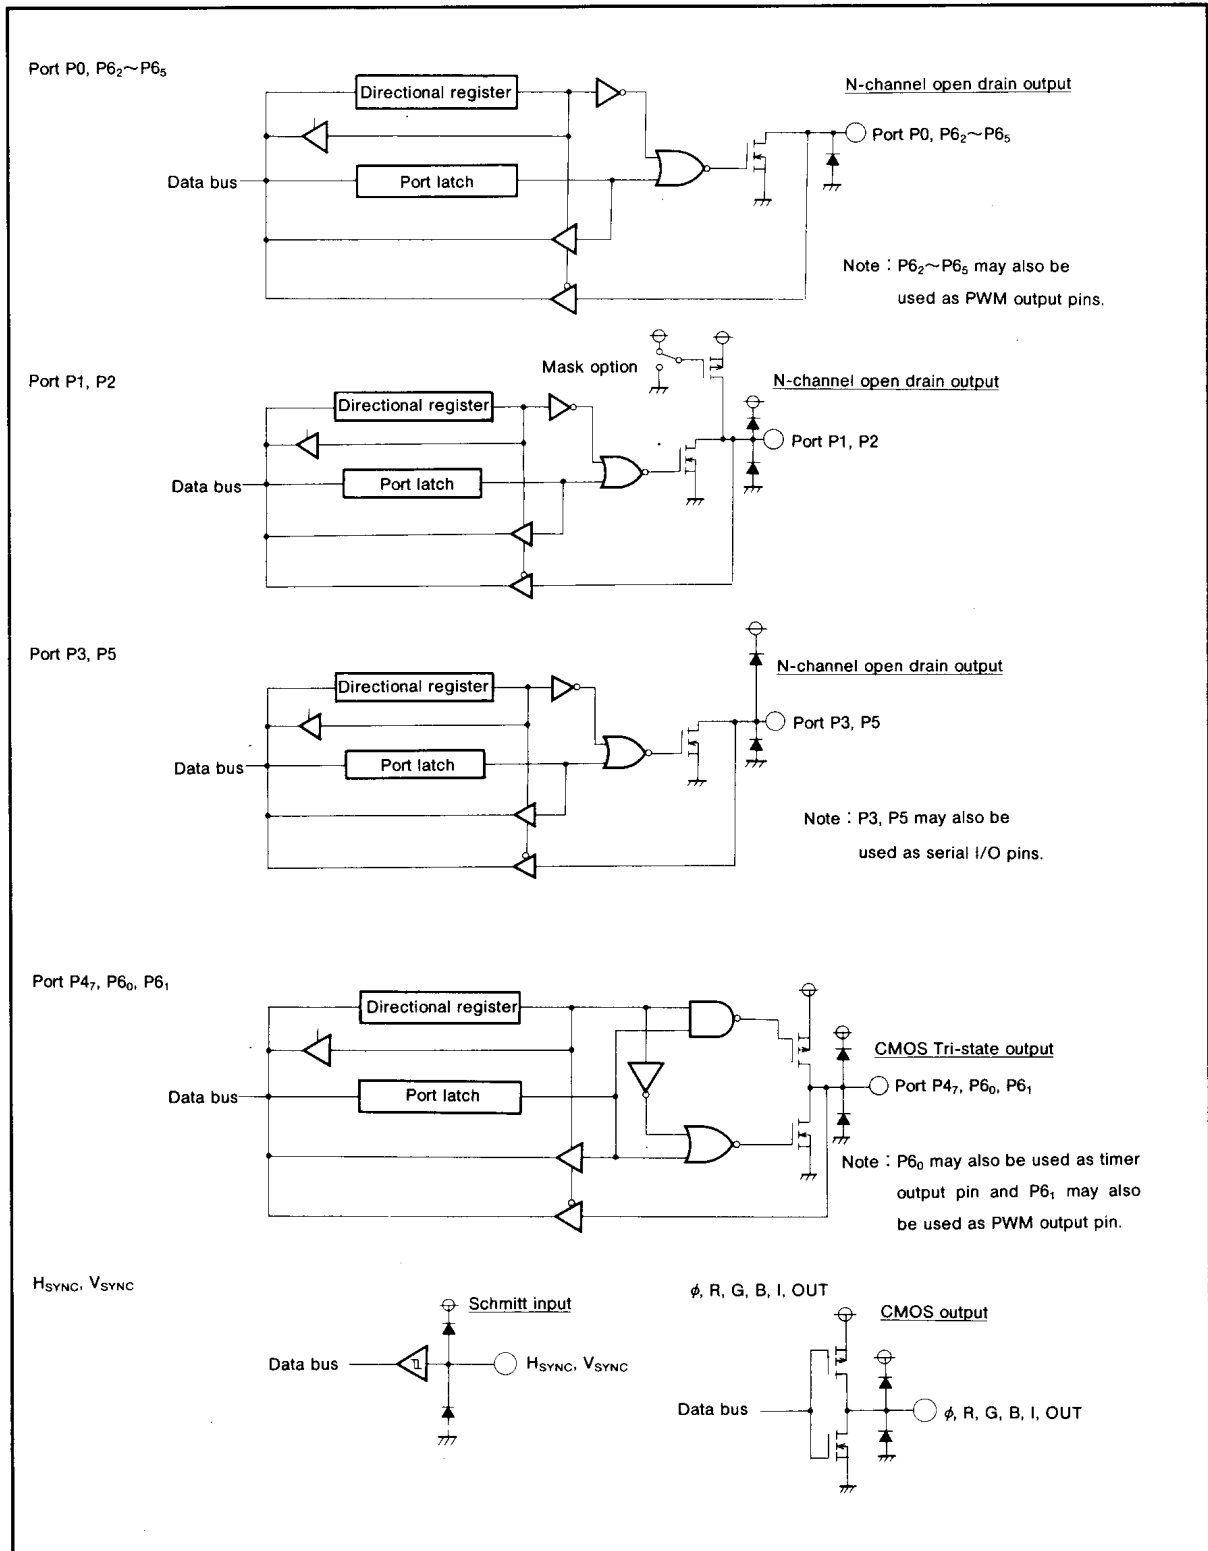 Port P0, P6₂~P6₅
Directional register
N-channel open drain output
Port P0, P6₂~P6₅
Data bus
Port latch
Note : P6₂~P6₅ may also be
used as PWM output pins.
Port P1, P2
Mask option
N-channel open drain output
Directional register
Port P1, P2
Data bus
Port latch
Port P3, P5
N-channel open drain output
Directional register
Port P3, P5
Data bus
Port latch
Note : P3, P5 may also be
used as serial I/O pins.
Port P4₇, P6₀, P6₁
Directional register
CMOS Tri-state output
Port P4₇, P6₀, P6₁
Data bus
Port latch
Note : P6₀ may also be used as timer
output pin and P6₁ may also
be used as PWM output pin.
HSYNC, VSYNC
Schmitt input
Data bus
HSYNC, VSYNC
ϕ, R, G, B, I, OUT
CMOS output
Data bus
ϕ, R, G, B, I, OUT